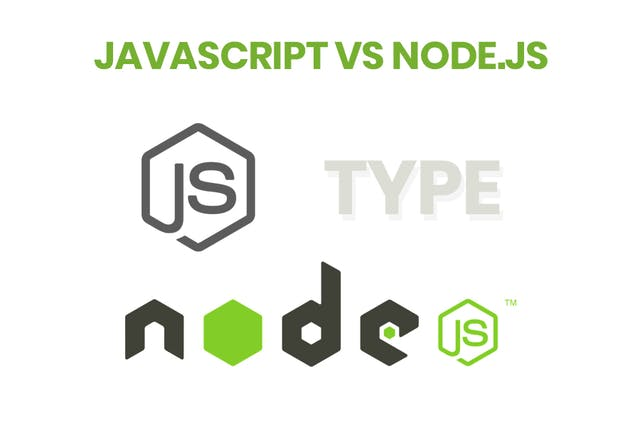 JAVASCRIPT VS NODE.JS
JS
TYPE
node JS ™